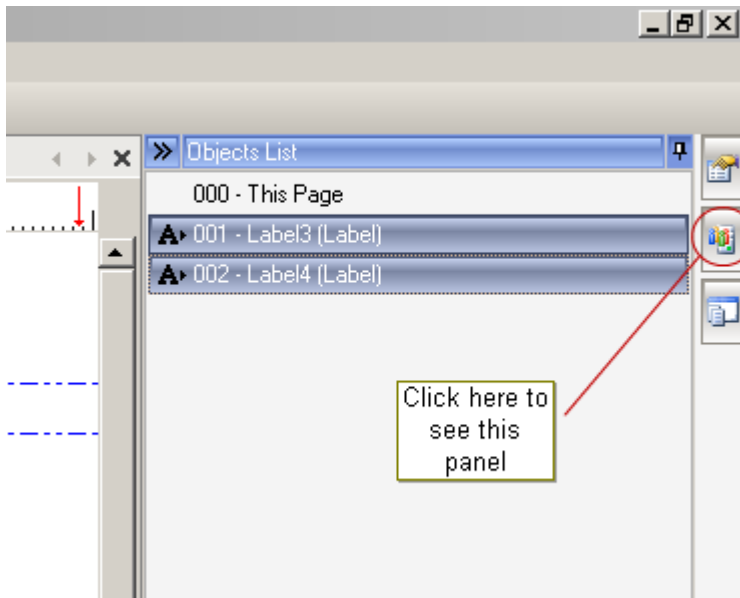 Objects List
000 - This Page
A 001 - Label3 (Label)
A 002 - Label4 (Label)
Click here to
see this
panel